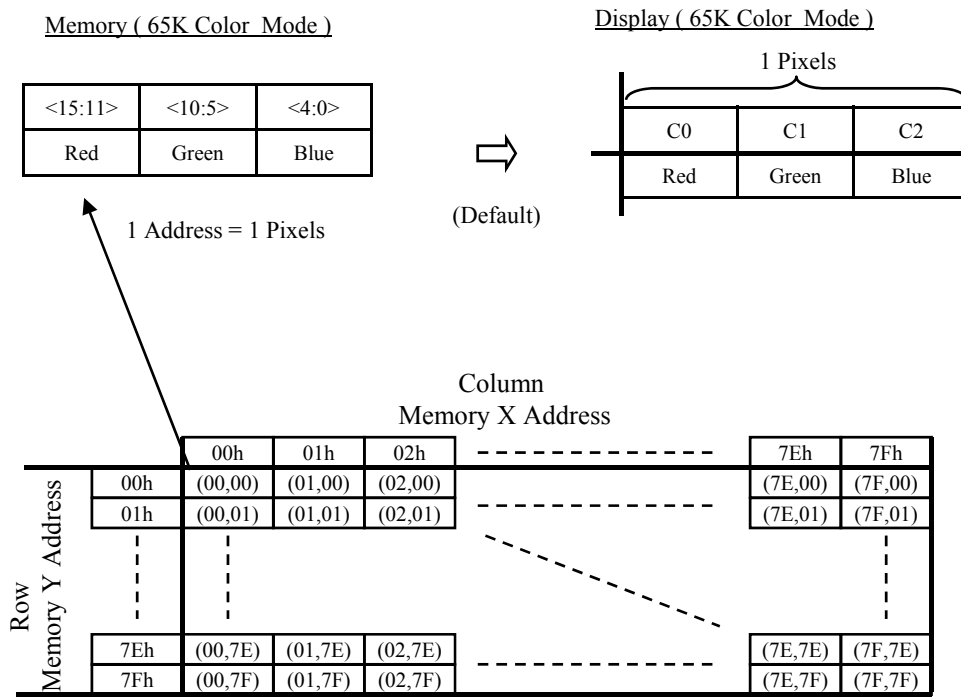 Memory ( 65K Color Mode )
Display ( 65K Color Mode )
1 Pixels
<15:11> <10:5> <4:0>
Red Green Blue
C0 C1 C2
Red Green Blue
(Default)
1 Address = 1 Pixels
Column
Memory X Address
00h 01h 02h 7Eh 7Fh
00h (00,00) (01,00) (02,00) (7E,00) (7F,00)
01h (00,01) (01,01) (02,01) (7E,01) (7F,01)
Row
Memory Y Address
7Eh (00,7E) (01,7E) (02,7E) (7E,7E) (7F,7E)
7Fh (00,7F) (01,7F) (02,7F) (7E,7F) (7F,7F)